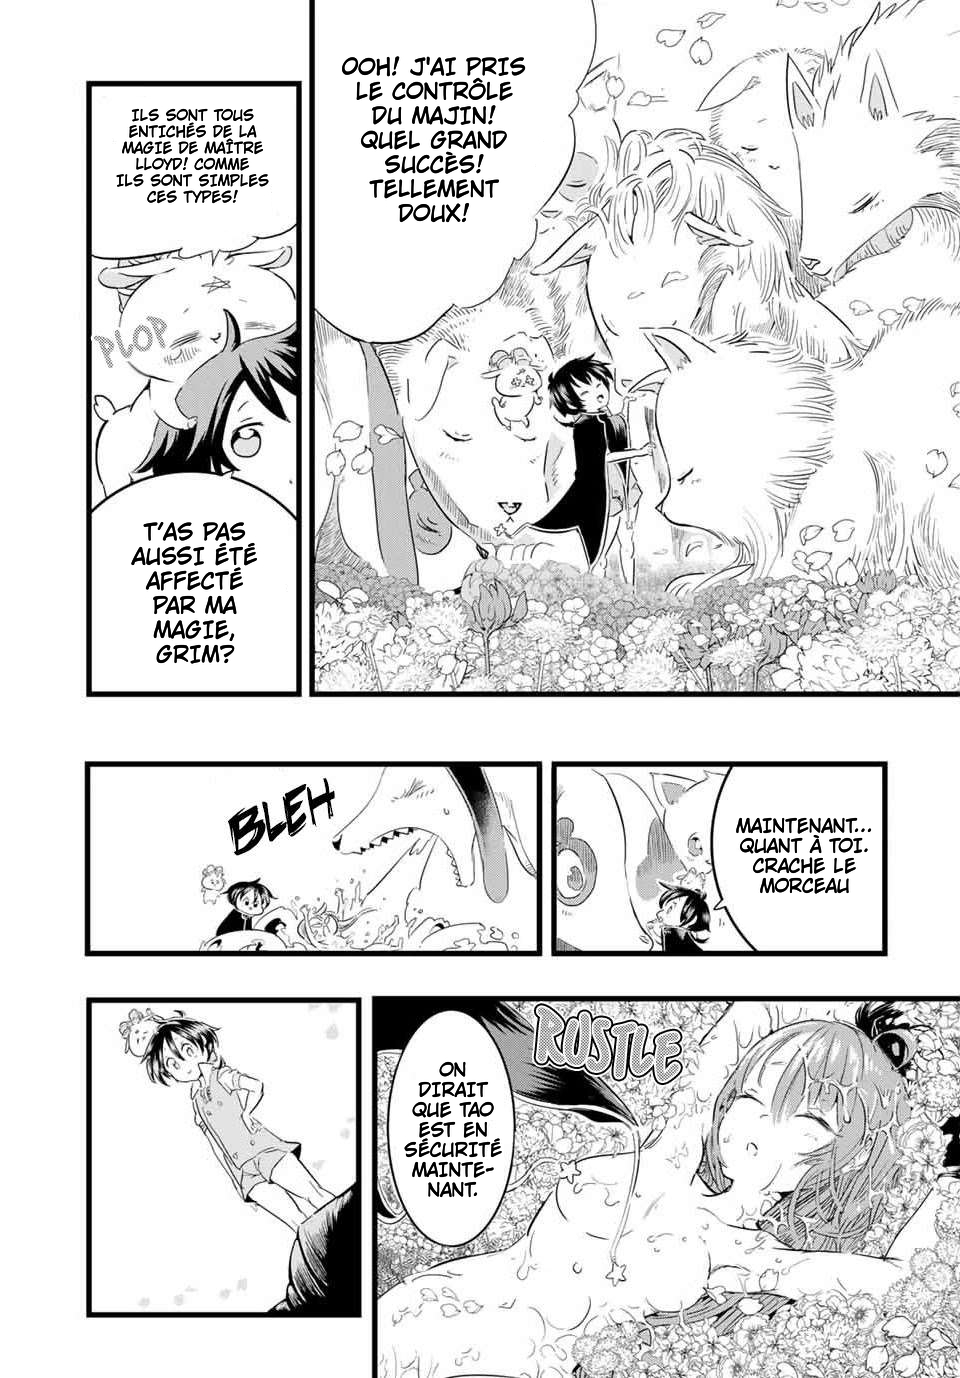 OOH! J'AI PRIS
LE CONTRÔLE
DU MAJIN!
QUEL GRAND
SUCCÈS!
TELLEMENT
DOUX!
ILS SONT TOUS
ENTICHÉS DE LA
MAGIE DE MAÎTRE
LLOYD! COMME
ILS SONT SIMPLES
CES TYPES!
PLOP
T'AS PAS
AUSSI ÉTÉ
AFFECTÉ
PAR MA
MAGIE,
GRIM?
MAINTENANT...
QUANT À TOI.
CRACHE LE
MORCEAU
BLEH
RUSTLE
ON
DIRAIT
QUE TAO
EST EN
SÉCURITÉ
MAINTE-
NANT.